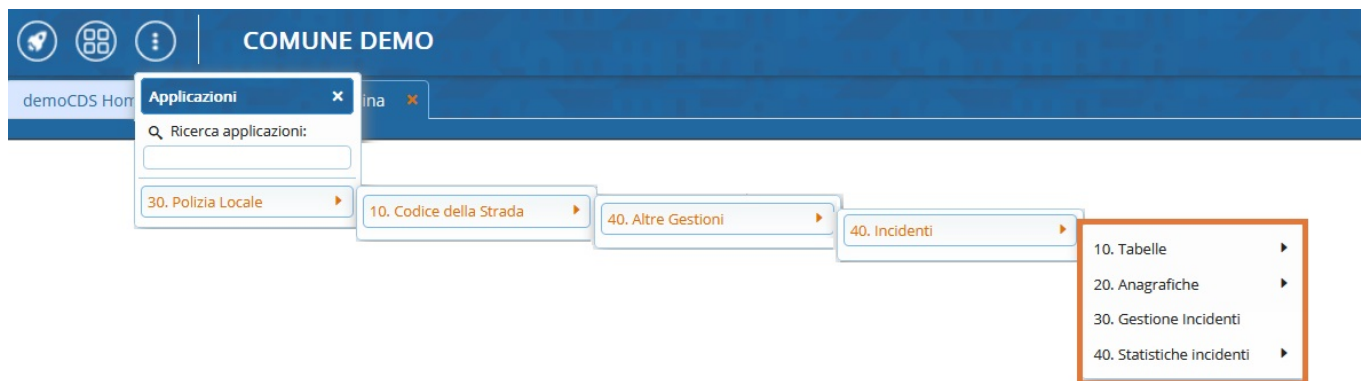 COMUNE DEMO
demoCDS Hom
Applicazioni
ina
Ricerca applicazioni:
30. Polizia Locale
10. Codice della Strada
40. Altre Gestioni
40. Incidenti
10. Tabelle
20. Anagrafiche
30. Gestione Incidenti
40. Statistiche incidenti